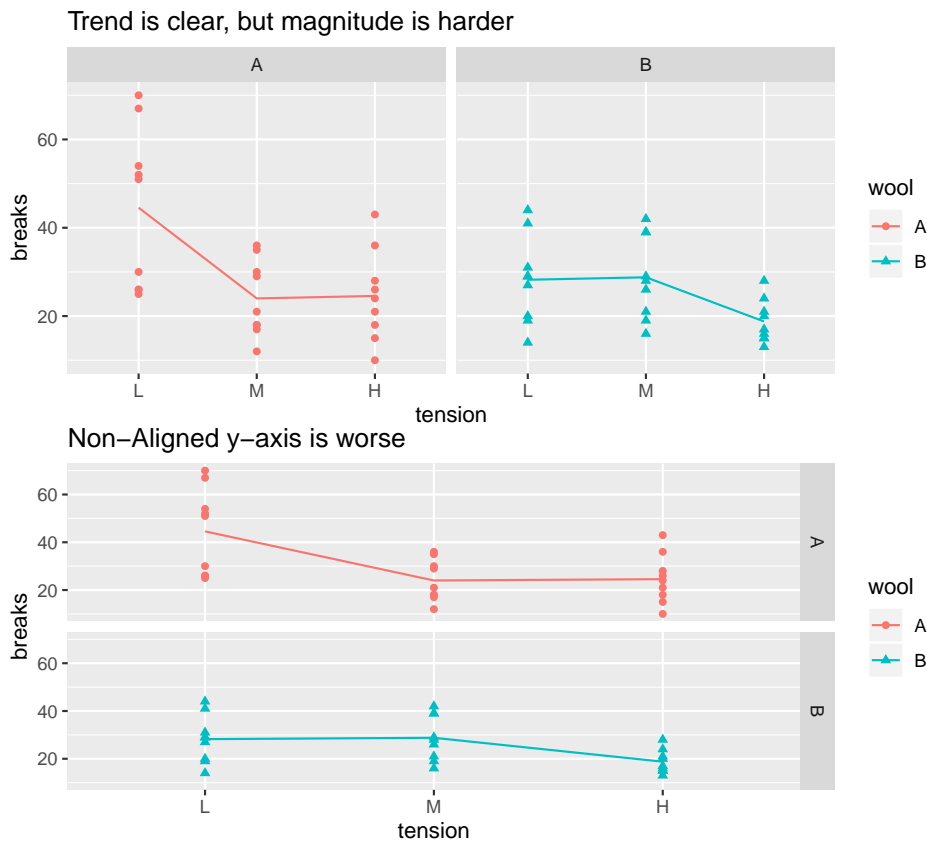 Trend is clear, but magnitude is harder
A
B
60
40
20
breaks
L
M
H
L
M
H
tension
wool
A
B
Non−Aligned y−axis is worse
60
40
20
A
60
40
20
B
breaks
L
M
H
tension
wool
A
B